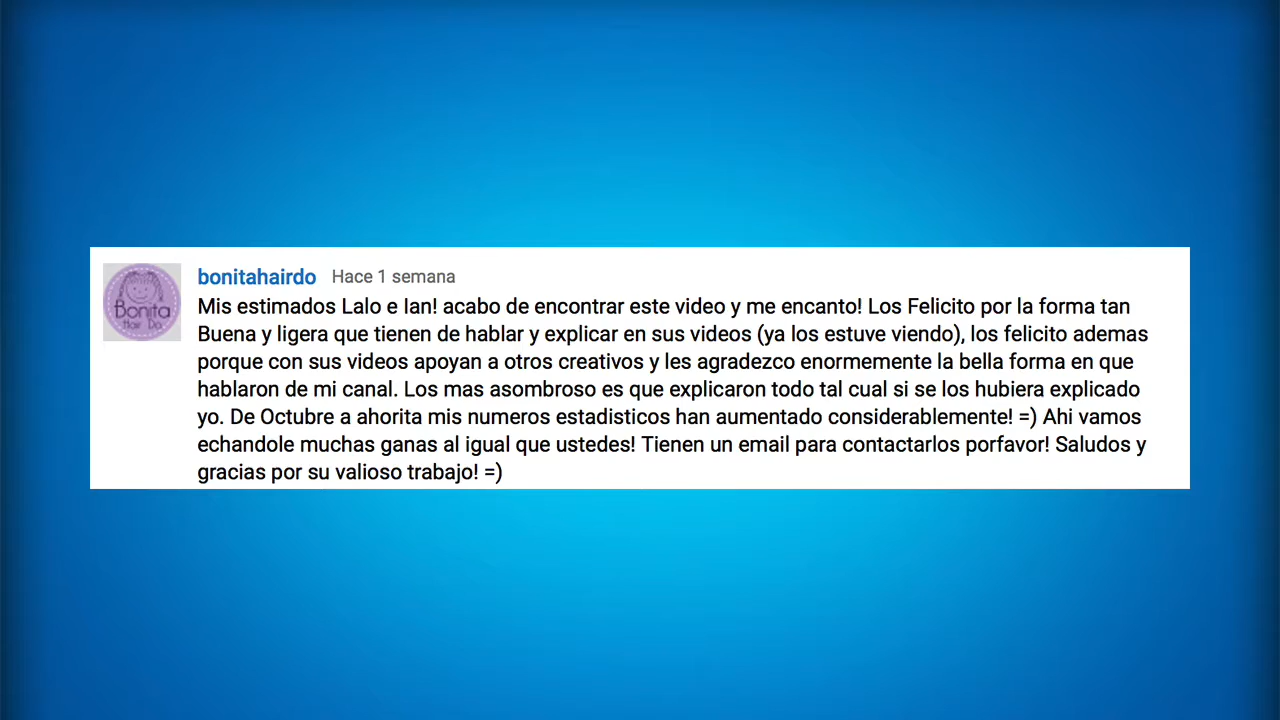 bonitahairdo Hace 1 semana
Mis estimados Lalo e Ian! acabo de encontrar este video y me encanto! Los Felicito por la forma tan
Buena y ligera que tienen de hablar y explicar en sus videos (ya los estuve viendo), los felicito ademas
porque con sus videos apoyan a otros creativos y les agradezco enormemente la bella forma en que
hablaron de mi canal. Los mas asombroso es que explicaron todo tal cual si se los hubiera explicado
yo. De Octubre a ahorita mis numeros estadisticos han aumentado considerablemente! =) Ahi vamos
echandole muchas ganas al igual que ustedes! Tienen un email para contactarlos porfavor! Saludos y
gracias por su valioso trabajo! =)
Bonita
Hair Do